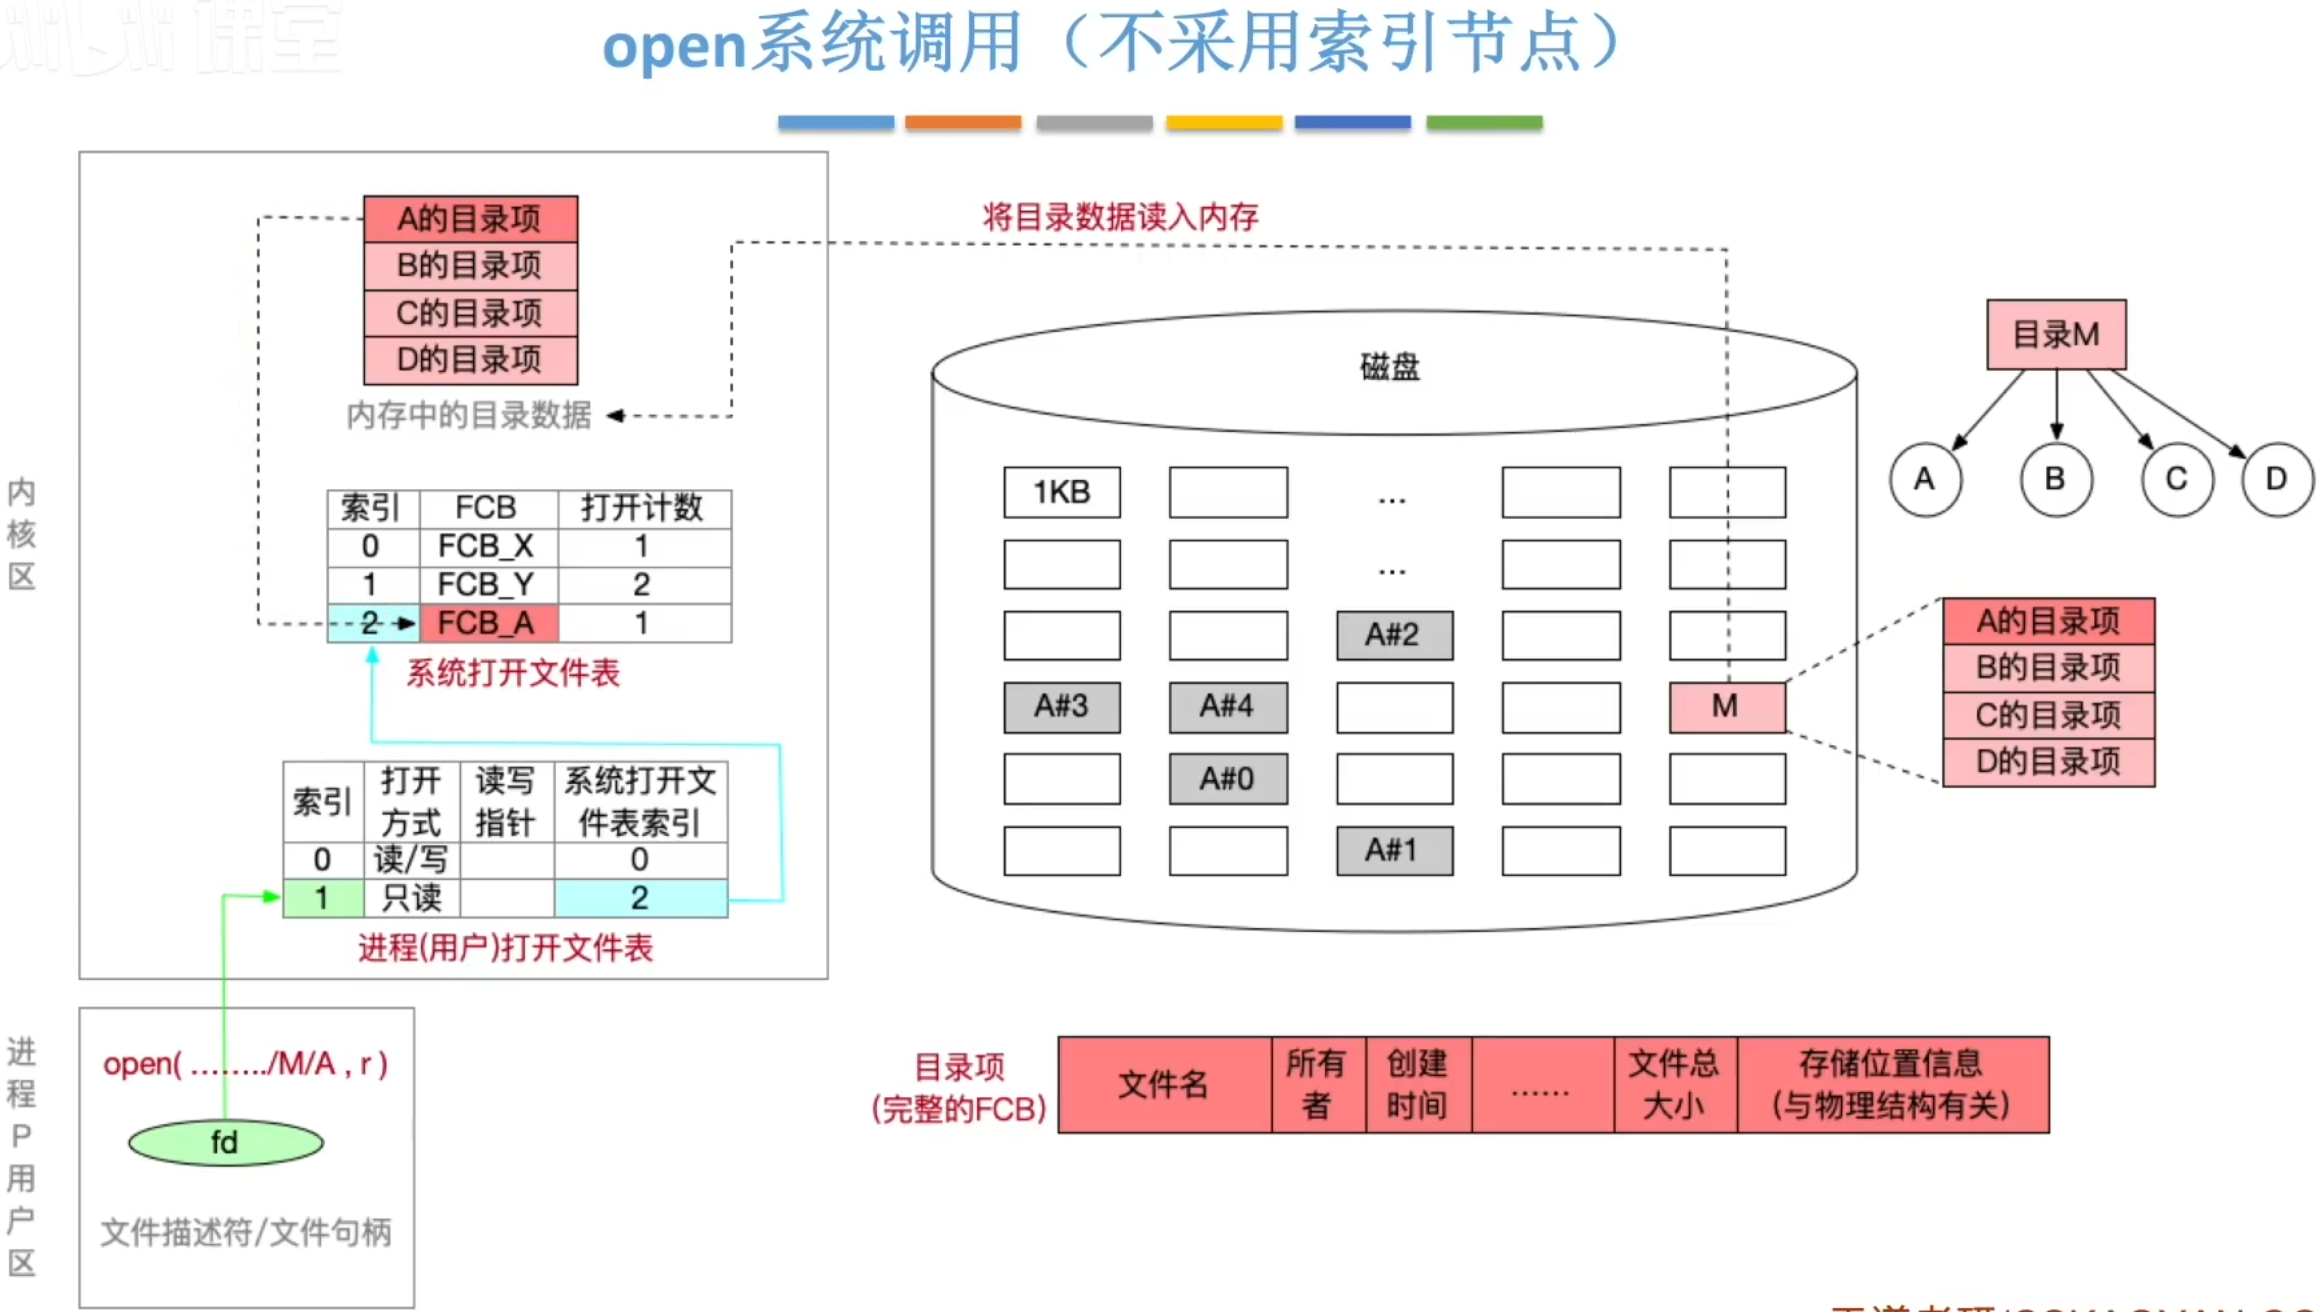 open系统调用（不采用索引节点）
将目录数据读入内存
A的目录项
B的目录项
C的目录项
D的目录项
内存中的目录数据
内核区
索引 FCB 打开计数
0 FCB_X 1
1 FCB_Y 2
2 FCB_A 1
系统打开文件表
索引 打开方式 读写指针 系统打开文件表索引
0 读/写 0
1 只读 2
进程(用户)打开文件表
磁盘
1KB ...
...
A#2
A#3 A#4 M
A#0
A#1
目录M
A B C D
A的目录项
B的目录项
C的目录项
D的目录项
进程P用户区
open( ......../M/A , r )
fd
文件描述符/文件句柄
目录项
(完整的FCB)
文件名 所有者 创建时间 ...... 文件总大小 存储位置信息
(与物理结构有关)